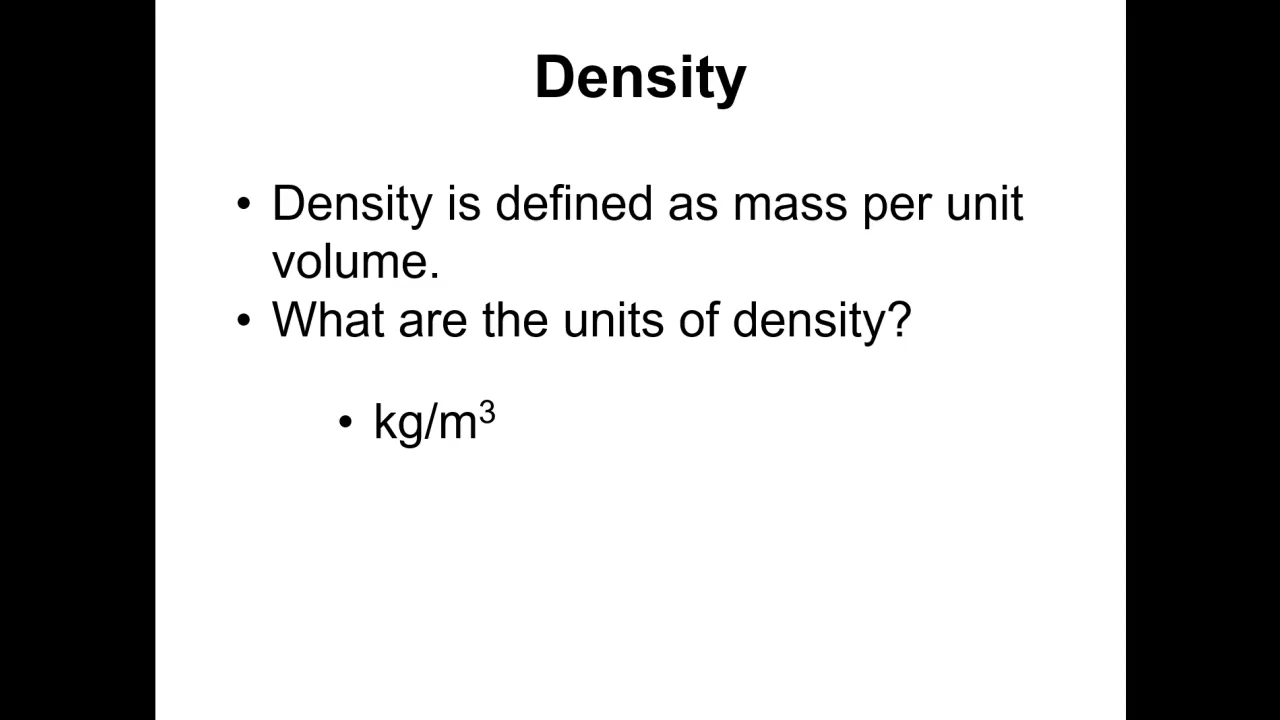 Density
• Density is defined as mass per unit
volume.
• What are the units of density?
• kg/m³